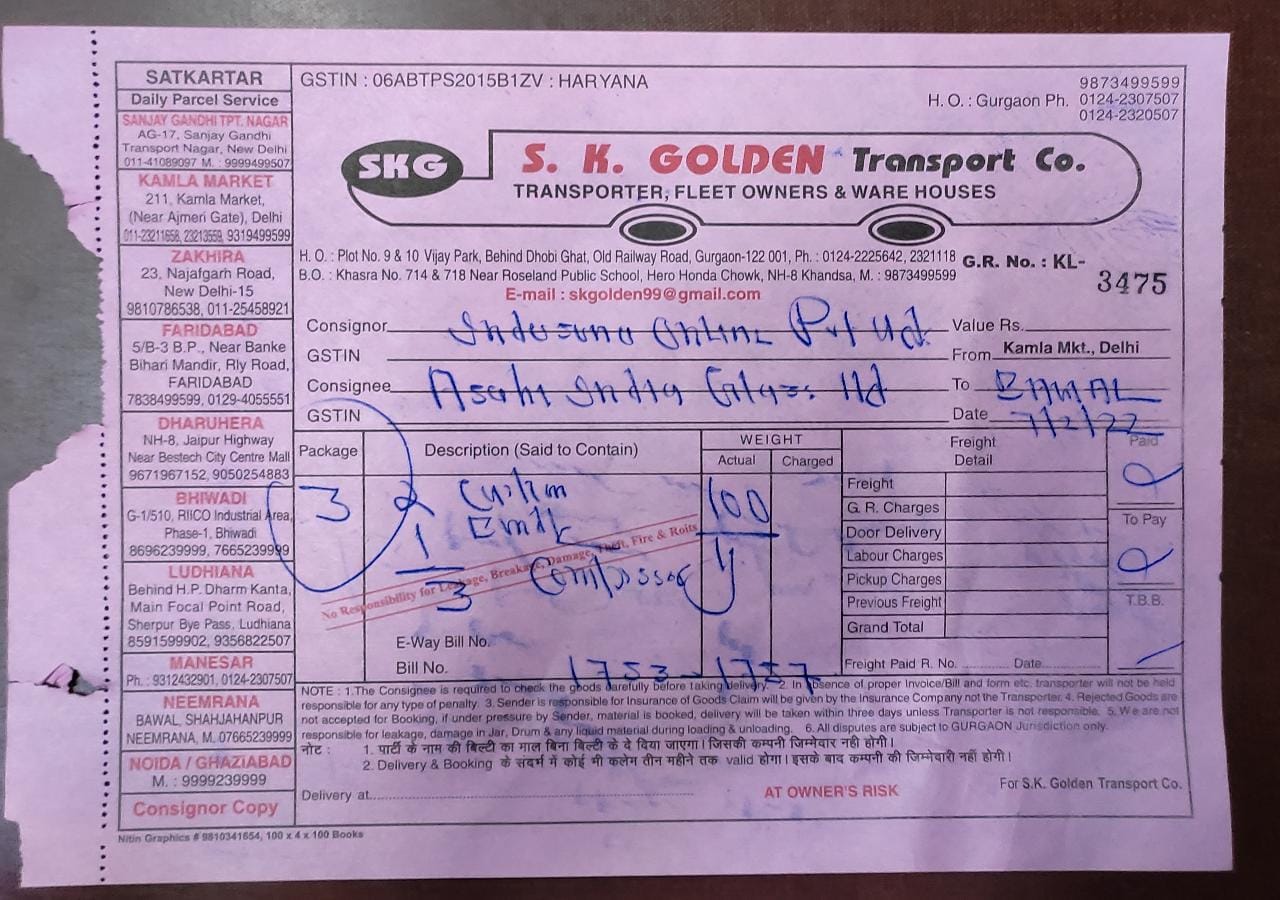 SATKARTAR
Daily Parcel Service
SANJAY GANDHI TPT. NAGAR
AG-17, Sanjay Gandhi
Transport Nagar, New Delhi
011-41089097 M. : 9999499507
KAMLA MARKET
211, Kamla Market,
(Near Ajmeri Gate), Delhi
011-23211658, 23213559, 9319499599
ZAKHIRA
23, Najafgarh Road,
New Delhi-15
9810786538, 011-25458921
FARIDABAD
5/B-3 B.P., Near Banke
Bihari Mandir, Rly Road,
FARIDABAD
7838499599, 0129-4055551
DHARUHERA
NH-8, Jaipur Highway
Near Bestech City Centre Mall
9671967152, 9050254883
BHIWADI
G-1/510, RIICO Industrial Area,
Phase-1, Bhiwadi
8696239999, 7665239999
LUDHIANA
Behind H.P. Dharm Kanta,
Main Focal Point Road,
Sherpur Bye Pass, Ludhiana
8591599902, 9356822507
MANESAR
Ph. : 9312432901, 0124-2307507
NEEMRANA
BAWAL, SHAHJAHANPUR
NEEMRANA, M. 07665239999
NOIDA / GHAZIABAD
M. : 9999239999
Consignor Copy
GSTIN : 06ABTPS2015B1ZV : HARYANA
9873499599
H. O. : Gurgaon Ph. 0124-2307507
0124-2320507
SKG
S. K. GOLDEN Transport Co.
TRANSPORTER, FLEET OWNERS & WARE HOUSES
H. O. : Plot No. 9 & 10 Vijay Park, Behind Dhobi Ghat, Old Railway Road, Gurgaon-122 001, Ph. : 0124-2225642, 2321118
B.O. : Khasra No. 714 & 718 Near Roseland Public School, Hero Honda Chowk, NH-8 Khandsa, M. : 9873499599
G.R. No. : KL-
3475
E-mail : skgolden99@gmail.com
Consignor Online Pvt Ltd. Value Rs.
GSTIN From Kamla Mkt., Delhi
Consignee Asahi India Glass. ltd To BAWAL
GSTIN Date 7/2/22
Package Description (Said to Contain) WEIGHT
Actual Charged
Freight
Detail
Paid
3 2 100
1
3 Compressor
No Responsibility for Leakage, Breakage, Damage, Theft, Fire & Roits
Freight
G. R. Charges
Door Delivery
Labour Charges
Pickup Charges
Previous Freight
Grand Total
To Pay
T.B.B.
E-Way Bill No.
Bill No. 1753-1757
Freight Paid R. No. ............. Date...............
NOTE : 1.The Consignee is required to check the goods carefully before taking delivery. 2. In absence of proper Invoice/Bill and form etc. transporter will not be held
responsible for any type of penalty. 3. Sender is responsible for Insurance of Goods Claim will be given by the Insurance Company not the Transporter. 4. Rejected Goods are
not accepted for Booking, if under pressure by Sender, material is booked, delivery will be taken within three days unless Transporter is not responsible. 5. We are not
responsible for leakage, damage in Jar, Drum & any liquid material during loading & unloading. 6. All disputes are subject to GURGAON Jurisdiction only.
नोट : 1. पार्टी के नाम की बिल्टी का माल बिना बिल्टी के दे दिया जाएगा। जिसकी कम्पनी जिम्मेवार नही होगी।
2. Delivery & Booking के संदर्भ में कोई भी कलेम तीन महीने तक valid होगा। इसके बाद कम्पनी की जिम्मेवारी नहीं होगी।
Delivery at
AT OWNER'S RISK
For S.K. Golden Transport Co.
Nitin Graphics # 9810341654, 100 x 4 x 100 Books